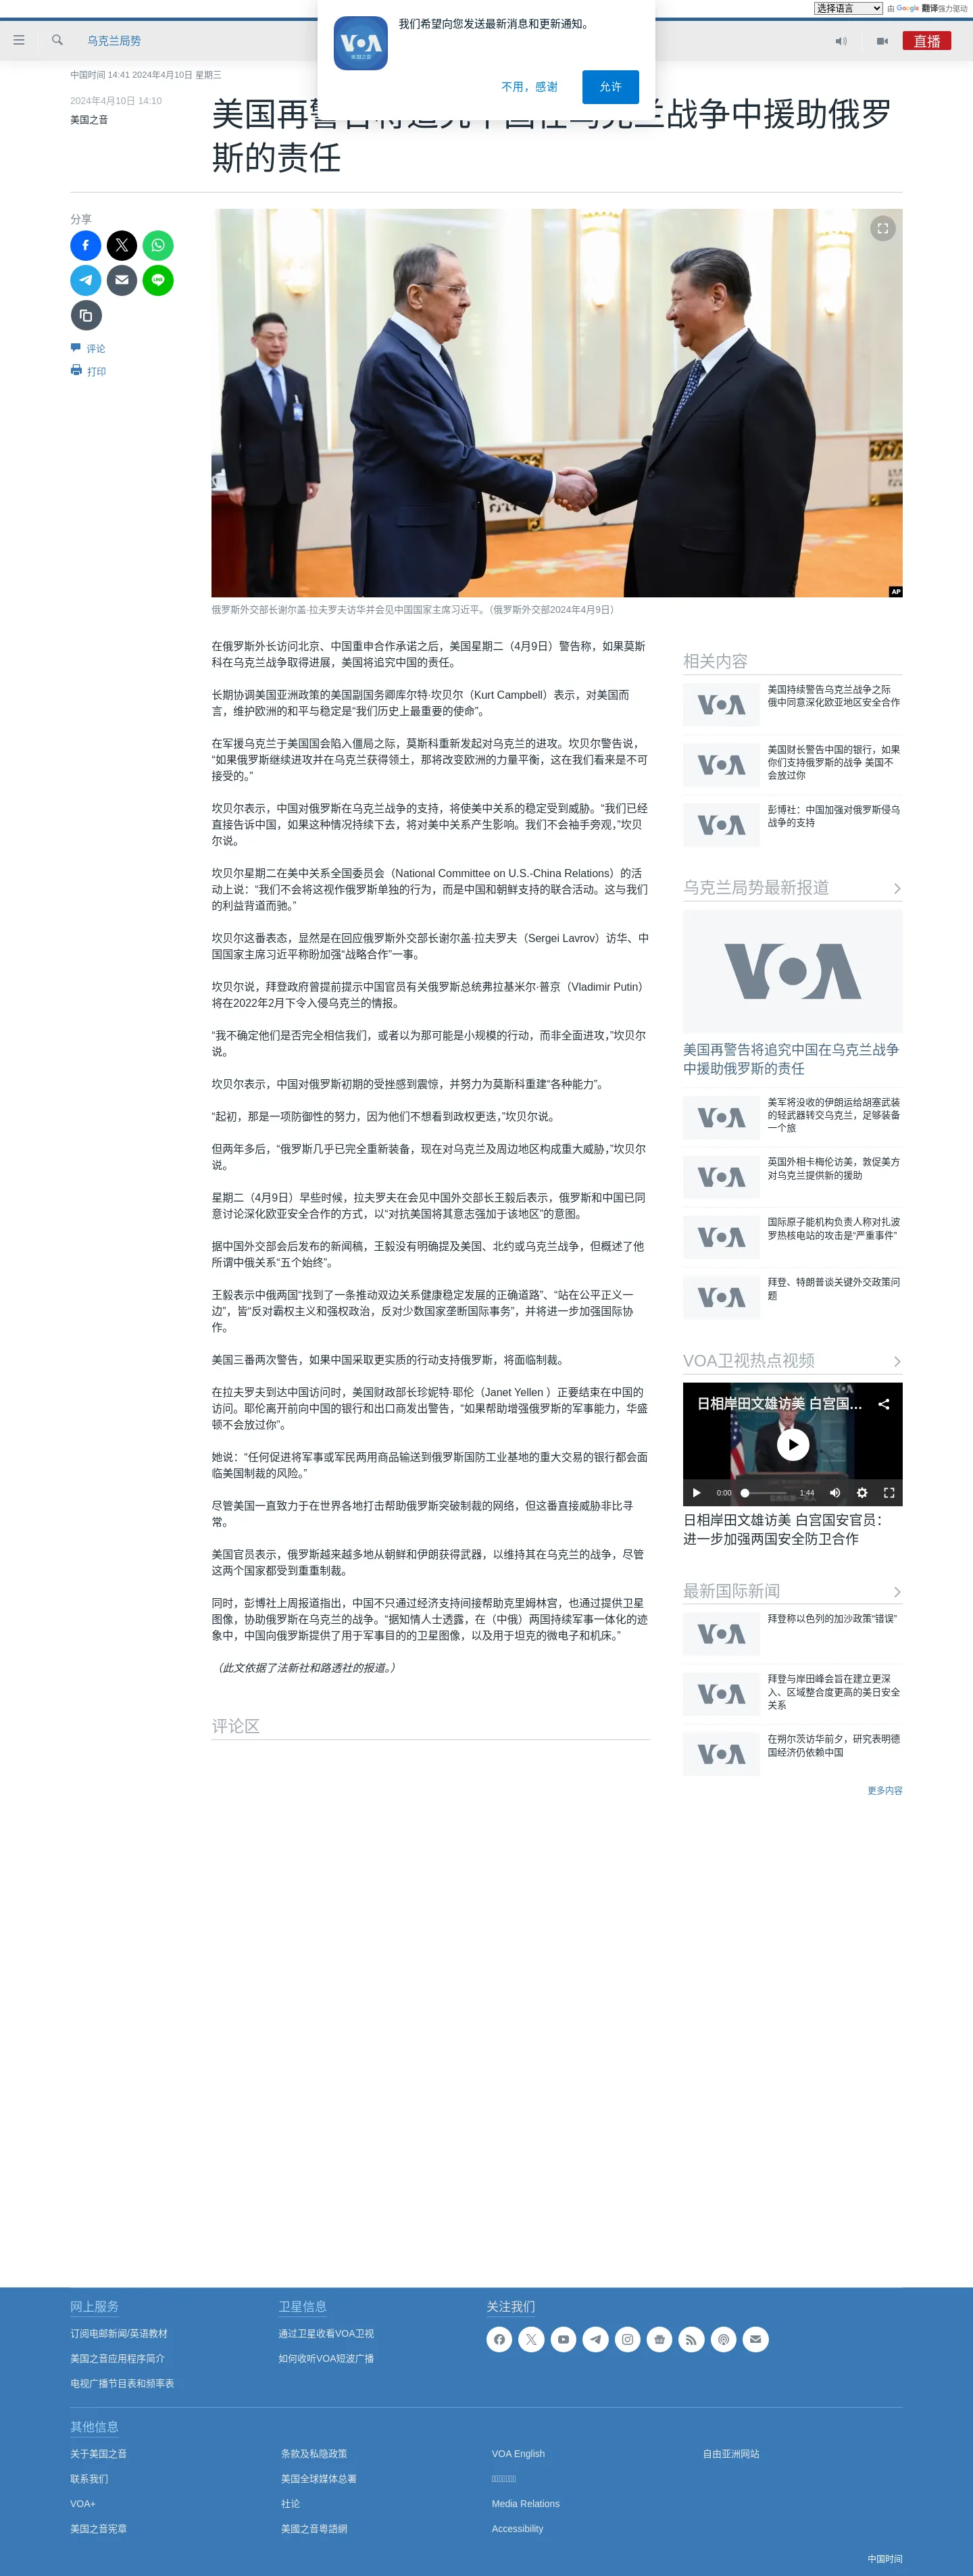 选择语言 由 Google 翻译强力驱动
我们希望向您发送最新消息和更新通知。
VOA
美国之音
不用，感谢
允许
乌克兰局势
直播
中国时间 14:41 2024年4月10日 星期三
2024年4月10日 14:10
美国之音
美国再警告将追究中国在乌克兰战争中援助俄罗
斯的责任
分享
评论
打印
AP
俄罗斯外交部长谢尔盖·拉夫罗夫访华并会见中国国家主席习近平。（俄罗斯外交部2024年4月9日）
在俄罗斯外长访问北京、中国重申合作承诺之后，美国星期二（4月9日）警告称，如果莫斯
科在乌克兰战争取得进展，美国将追究中国的责任。
长期协调美国亚洲政策的美国副国务卿库尔特·坎贝尔（Kurt Campbell）表示，对美国而
言，维护欧洲的和平与稳定是“我们历史上最重要的使命”。
在军援乌克兰于美国国会陷入僵局之际，莫斯科重新发起对乌克兰的进攻。坎贝尔警告说，
“如果俄罗斯继续进攻并在乌克兰获得领土，那将改变欧洲的力量平衡，这在我们看来是不可
接受的。”
坎贝尔表示，中国对俄罗斯在乌克兰战争的支持，将使美中关系的稳定受到威胁。“我们已经
直接告诉中国，如果这种情况持续下去，将对美中关系产生影响。我们不会袖手旁观，”坎贝
尔说。
坎贝尔星期二在美中关系全国委员会（National Committee on U.S.-China Relations）的活
动上说：“我们不会将这视作俄罗斯单独的行为，而是中国和朝鲜支持的联合活动。这与我们
的利益背道而驰。”
坎贝尔这番表态，显然是在回应俄罗斯外交部长谢尔盖·拉夫罗夫（Sergei Lavrov）访华、中
国国家主席习近平称盼加强“战略合作”一事。
坎贝尔说，拜登政府曾提前提示中国官员有关俄罗斯总统弗拉基米尔·普京（Vladimir Putin）
将在2022年2月下令入侵乌克兰的情报。
“我不确定他们是否完全相信我们，或者以为那可能是小规模的行动，而非全面进攻，”坎贝尔
说。
坎贝尔表示，中国对俄罗斯初期的受挫感到震惊，并努力为莫斯科重建“各种能力”。
“起初，那是一项防御性的努力，因为他们不想看到政权更迭，”坎贝尔说。
但两年多后，“俄罗斯几乎已完全重新装备，现在对乌克兰及周边地区构成重大威胁，”坎贝尔
说。
星期二（4月9日）早些时候，拉夫罗夫在会见中国外交部长王毅后表示，俄罗斯和中国已同
意讨论深化欧亚安全合作的方式，以“对抗美国将其意志强加于该地区”的意图。
据中国外交部会后发布的新闻稿，王毅没有明确提及美国、北约或乌克兰战争，但概述了他
所谓中俄关系“五个始终”。
王毅表示中俄两国“找到了一条推动双边关系健康稳定发展的正确道路”、“站在公平正义一
边”，皆“反对霸权主义和强权政治，反对少数国家垄断国际事务”，并将进一步加强国际协
作。
美国三番两次警告，如果中国采取更实质的行动支持俄罗斯，将面临制裁。
在拉夫罗夫到达中国访问时，美国财政部长珍妮特·耶伦（Janet Yellen ）正要结束在中国的
访问。耶伦离开前向中国的银行和出口商发出警告，“如果帮助增强俄罗斯的军事能力，华盛
顿不会放过你”。
她说：“任何促进将军事或军民两用商品输送到俄罗斯国防工业基地的重大交易的银行都会面
临美国制裁的风险。”
尽管美国一直致力于在世界各地打击帮助俄罗斯突破制裁的网络，但这番直接威胁非比寻
常。
美国官员表示，俄罗斯越来越多地从朝鲜和伊朗获得武器，以维持其在乌克兰的战争，尽管
这两个国家都受到重重制裁。
同时，彭博社上周报道指出，中国不只通过经济支持间接帮助克里姆林宫，也通过提供卫星
图像，协助俄罗斯在乌克兰的战争。“据知情人士透露，在（中俄）两国持续军事一体化的迹
象中，中国向俄罗斯提供了用于军事目的的卫星图像，以及用于坦克的微电子和机床。”
（此文依据了法新社和路透社的报道。）
评论区
相关内容
VOA
美国持续警告乌克兰战争之际
俄中同意深化欧亚地区安全合作
VOA
美国财长警告中国的银行，如果
你们支持俄罗斯的战争 美国不
会放过你
VOA
彭博社：中国加强对俄罗斯侵乌
战争的支持
乌克兰局势最新报道
VOA
美国再警告将追究中国在乌克兰战争
中援助俄罗斯的责任
VOA
美军将没收的伊朗运给胡塞武装
的轻武器转交乌克兰，足够装备
一个旅
VOA
英国外相卡梅伦访美，敦促美方
对乌克兰提供新的援助
VOA
国际原子能机构负责人称对扎波
罗热核电站的攻击是“严重事件”
VOA
拜登、特朗普谈关键外交政策问
题
VOA卫视热点视频
日相岸田文雄访美 白宫国…
VOA
0:00
1:44
日相岸田文雄访美 白宫国安官员：
进一步加强两国安全防卫合作
最新国际新闻
VOA
拜登称以色列的加沙政策“错误”
VOA
拜登与岸田峰会旨在建立更深
入、区域整合度更高的美日安全
关系
VOA
在朔尔茨访华前夕，研究表明德
国经济仍依赖中国
更多内容
网上服务
订阅电邮新闻/英语教材
美国之音应用程序简介
电视广播节目表和频率表
卫星信息
通过卫星收看VOA卫视
如何收听VOA短波广播
关注我们
其他信息
关于美国之音
联系我们
VOA+
美国之音宪章
条款及私隐政策
美国全球媒体总署
社论
美國之音粵語網
VOA English
Media Relations
Accessibility
自由亚洲网站
中国时间